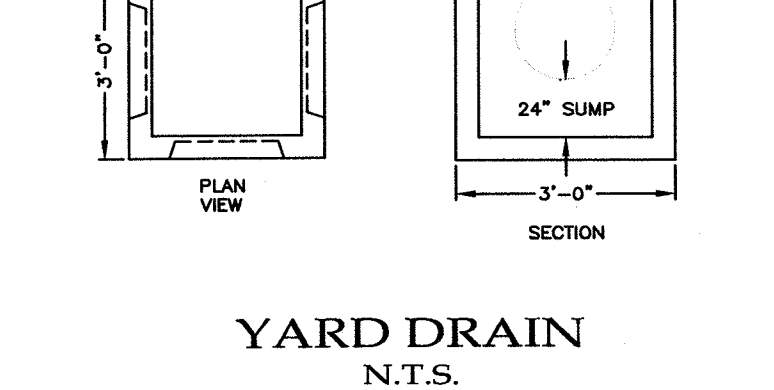 3'-0"
24" SUMP
PLAN
VIEW
3'-0"
SECTION
YARD DRAIN
N.T.S.